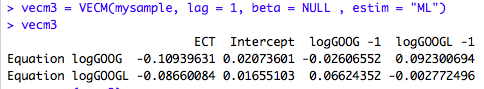 > vecm3 = VECM(mysample, lag = 1, beta = NULL , estim = "ML")
> vecm3
ECT Intercept logGOOG -1 logGOOGL -1
Equation logGOOG -0.10939631 0.02073601 -0.02606552 0.092300694
Equation logGOOGL -0.08660084 0.01655103 0.06624352 -0.002772496